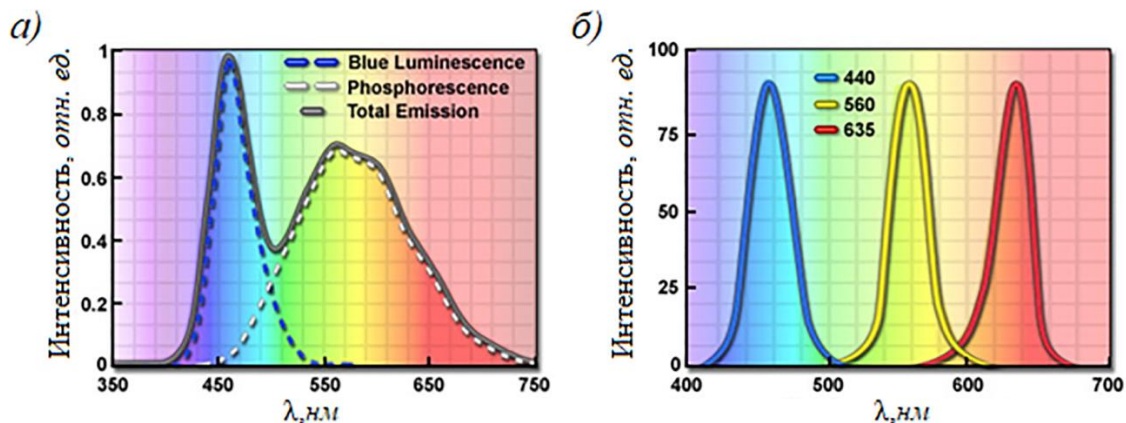 а)
Интенсивность, отн. ед.
1
0.8
0.6
0.4
0.2
0
Blue Luminescence
Phosphorescence
Total Emission
350 450 550 650 750
λ,нм
б)
Интенсивность, отн. ед.
100
75
50
25
0
440
560
635
400 500 600 700
λ,нм